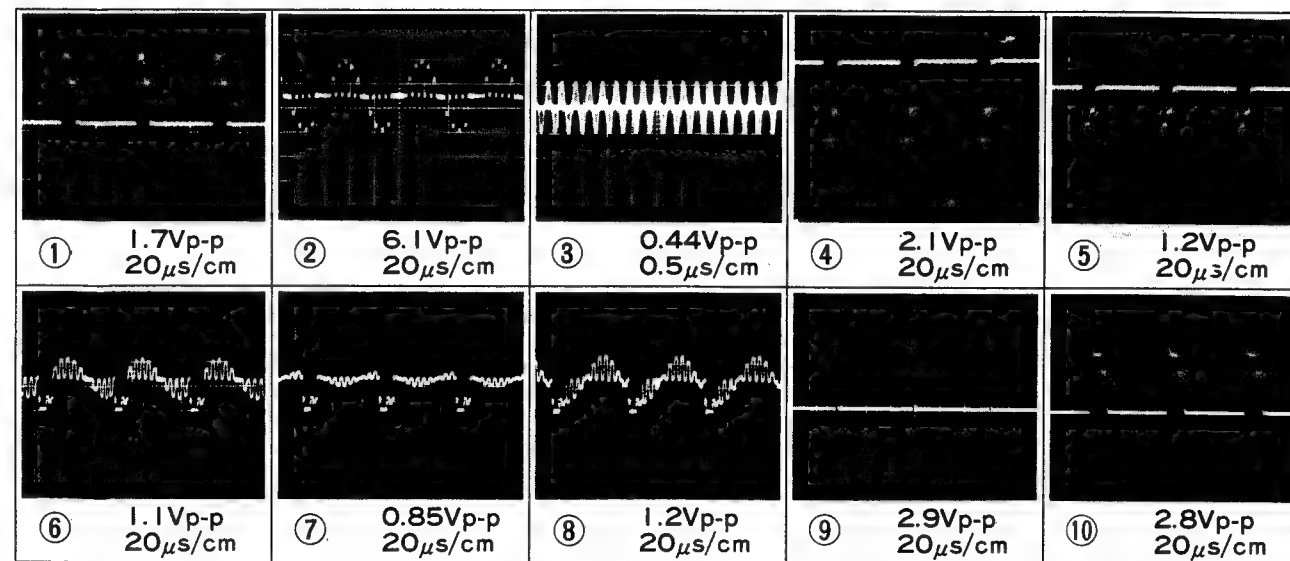 ① 1.7Vp-p
20μs/cm
② 6.1Vp-p
20μs/cm
③ 0.44Vp-p
0.5μs/cm
④ 2.1Vp-p
20μs/cm
⑤ 1.2Vp-p
20μs/cm
⑥ 1.1Vp-p
20μs/cm
⑦ 0.85Vp-p
20μs/cm
⑧ 1.2Vp-p
20μs/cm
⑨ 2.9Vp-p
20μs/cm
⑩ 2.8Vp-p
20μs/cm